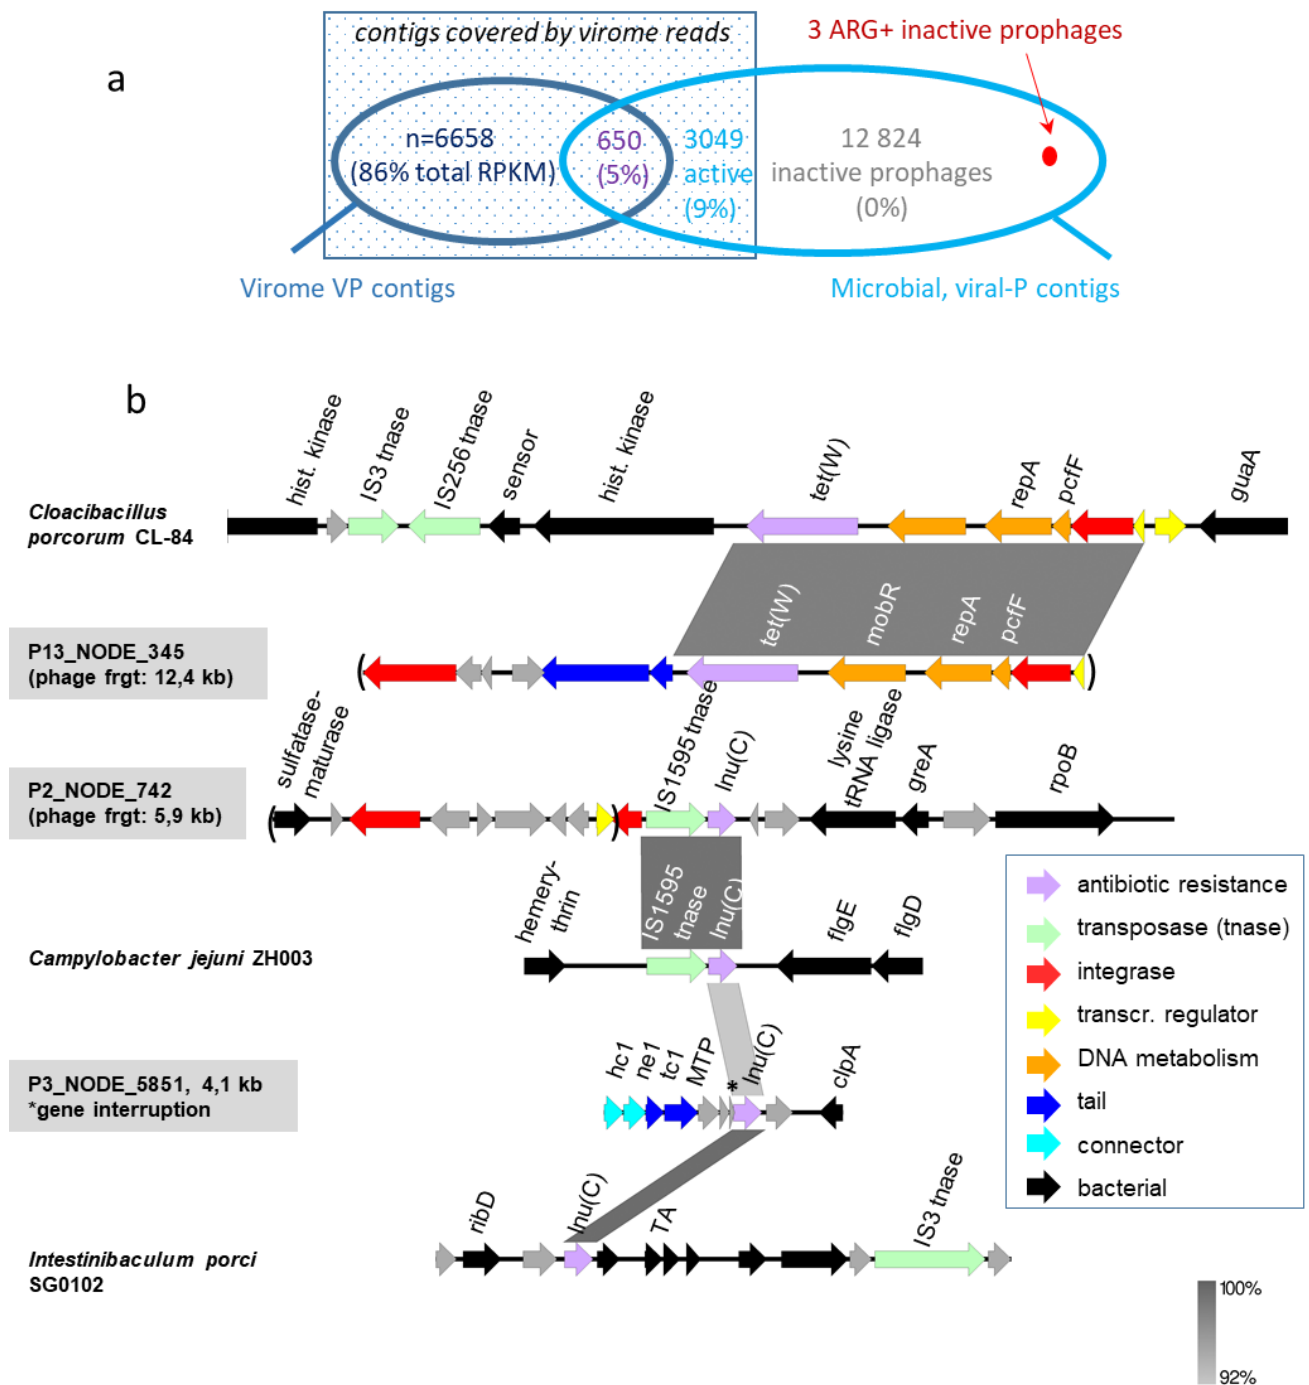 a
contigs covered by virome reads
3 ARG+ inactive prophages
n=6658
(86% total RPKM)
650
(5%)
3049
active
(9%)
12 824
inactive prophages
(0%)
Virome VP contigs
Microbial, viral-P contigs
b
hist. kinase
IS3 tnase
IS256 tnase
sensor
hist. kinase
tet(W)
repA
pcfF
guaA
Cloacibacillus
porcorum CL-84
tet(W)
mobR
repA
pcfF
P13_NODE_345
(phage frgt: 12,4 kb)
sulfatase-
maturase
IS1595 tnase
lnu(C)
lysine
tRNA ligase
greA
rpoB
P2_NODE_742
(phage frgt: 5,9 kb)
IS1595
tnase
lnu(C)
hemery-
thrin
flgE
flgD
Campylobacter jejuni ZH003
hc1
ne1
tc1
MTP
*
lnu(C)
clpA
P3_NODE_5851, 4,1 kb
*gene interruption
ribD
lnu(C)
TA
IS3 tnase
Intestinibaculum porci
SG0102
antibiotic resistance
transposase (tnase)
integrase
transcr. regulator
DNA metabolism
tail
connector
bacterial
100%
92%